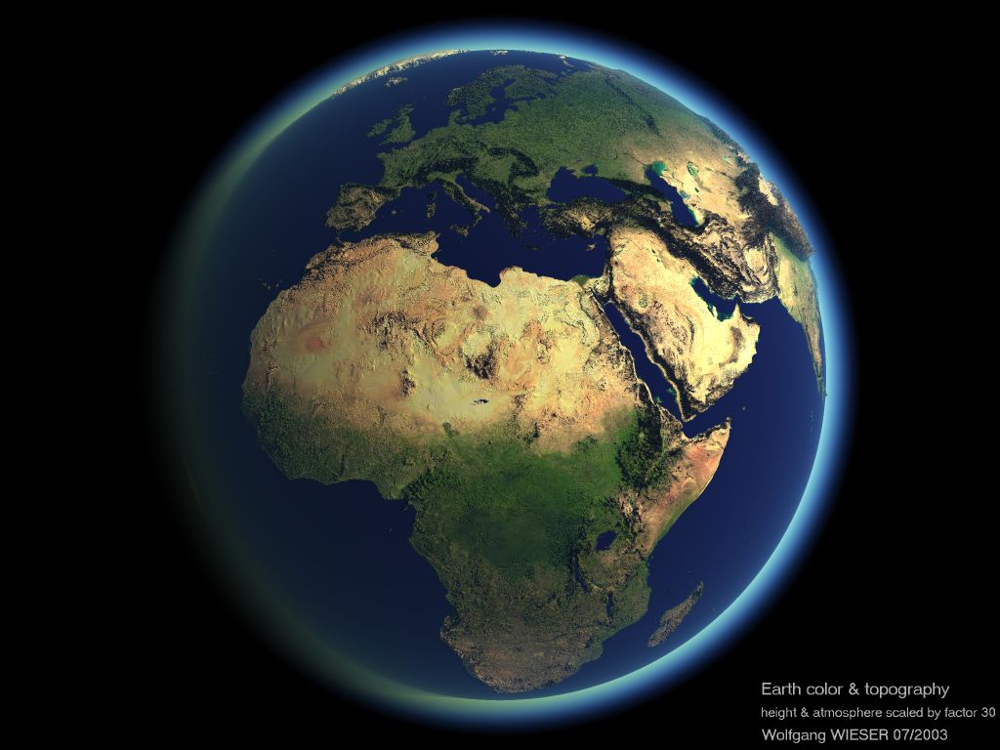 Earth color & topography
height & atmosphere scaled by factor 30
Wolfgang WIESER 07/2003